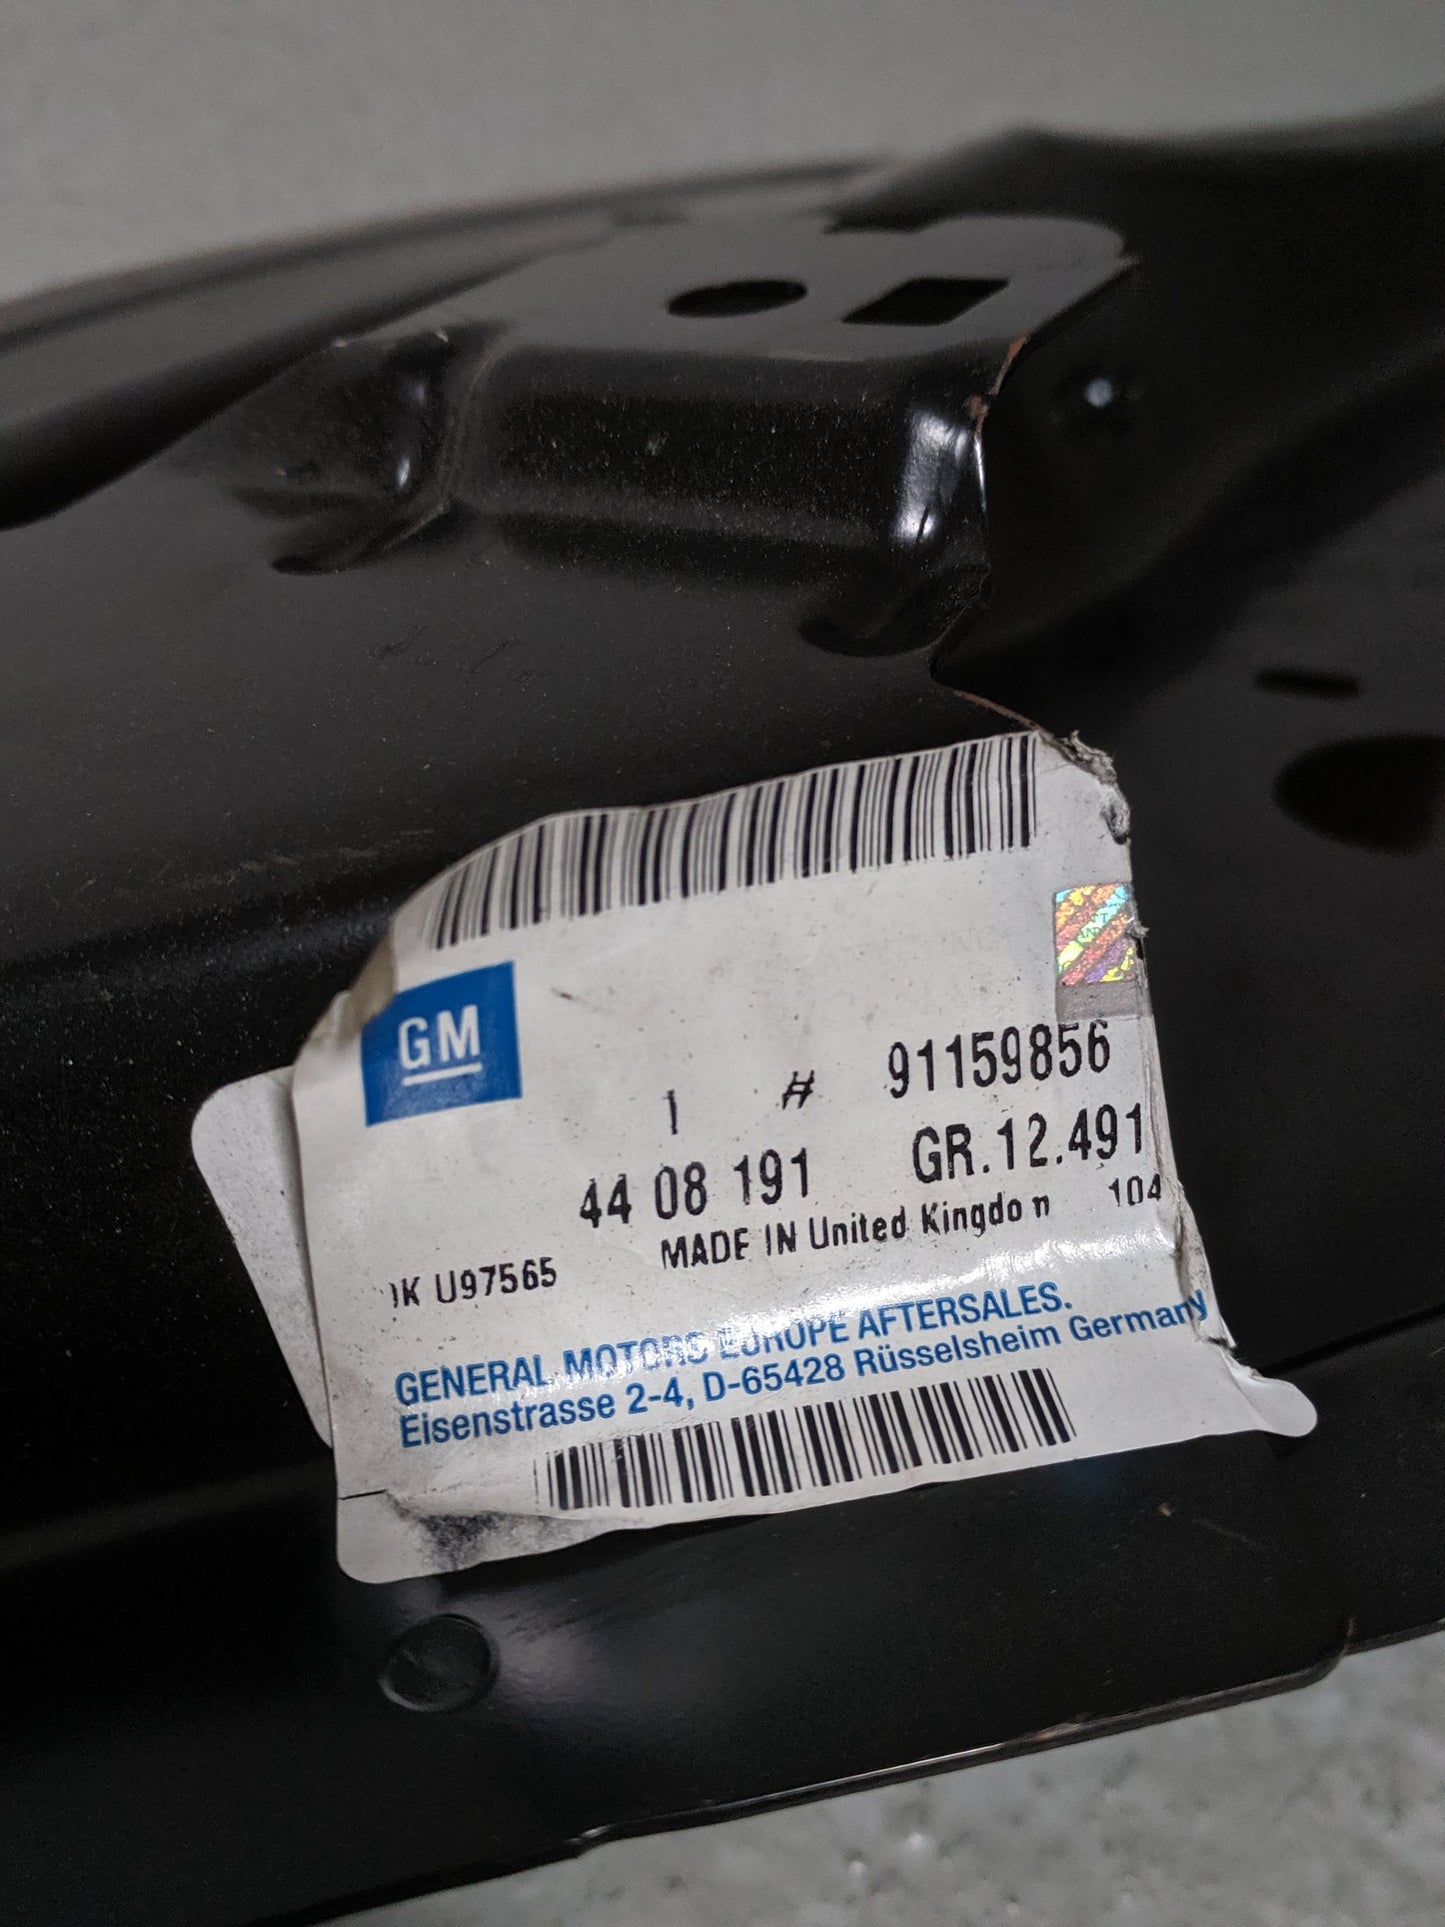 GM
1 # 91159856
44 08 191 GR.12.491
MADE IN United Kingdo n 104
K U97565
GENERAL MOTORS EUROPE AFTERSALES.
Eisenstrasse 2-4, D-65428 Rüsselsheim Germany